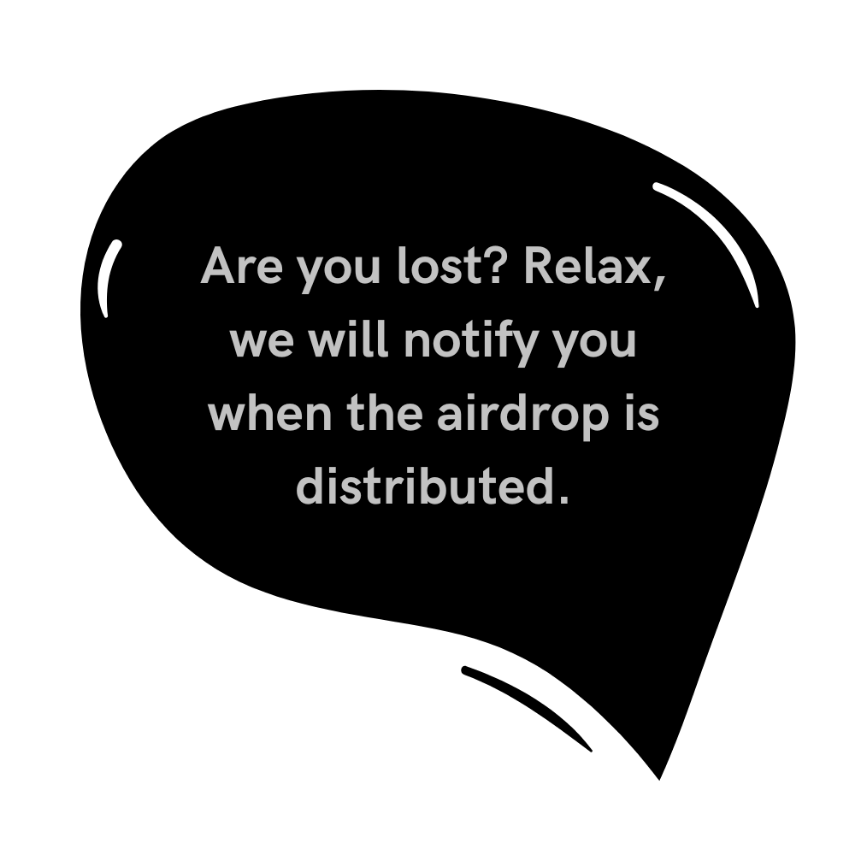 Are you lost? Relax,
we will notify you
when the airdrop is
distributed.